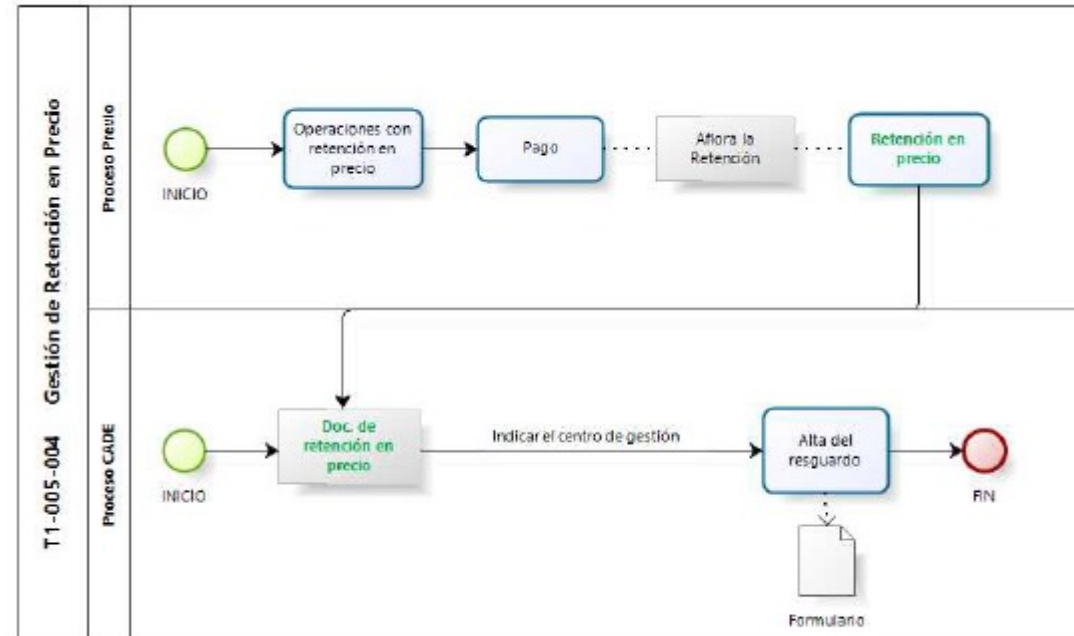 T1-005-004 Gestión de Retención en Precio
Proceso Previo
INICIO
Operaciones con
retención en
precio
Pago
Aflora la
Retención
Retención en
precio
Proceso CADE
INICIO
Doc. de
retención en
precio
Indicar el centro de gestión
Alta del
resguardo
FIN
Formulario